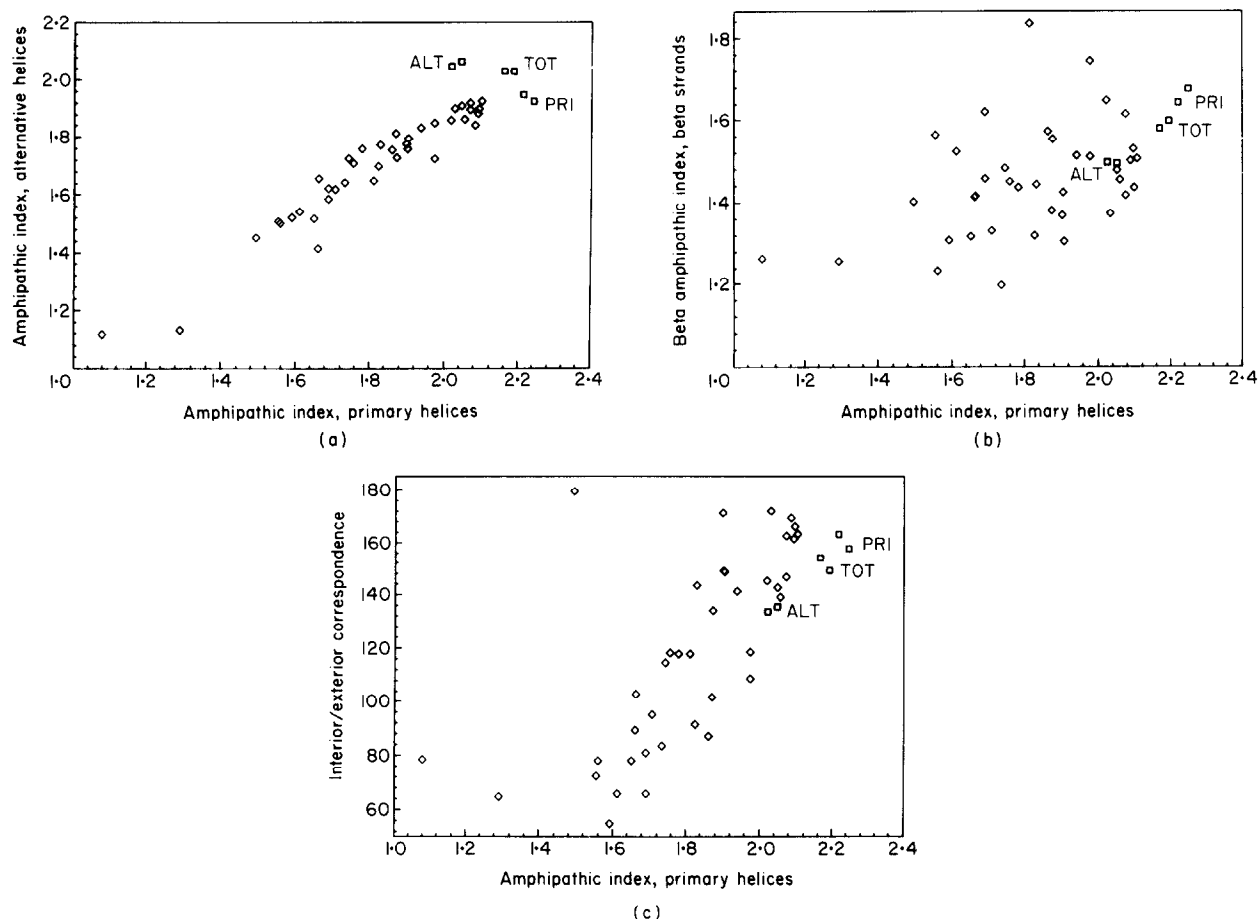 Amphipathic index, alternative helices
2·2
2·0
1·8
1·6
1·4
1·2
1·0 1·2 1·4 1·6 1·8 2·0 2·2 2·4
ALT
TOT
PRI
Amphipathic index, primary helices
(a)
Beta amphipathic index, beta strands
1·8
1·6
1·4
1·2
1·0 1·2 1·4 1·6 1·8 2·0 2·2 2·4
PRI
TOT
ALT
Amphipathic index, primary helices
(b)
Interior/exterior correspondence
180
160
140
120
100
80
60
1·0 1·2 1·4 1·6 1·8 2·0 2·2 2·4
PRI
TOT
ALT
Amphipathic index, primary helices
(c)